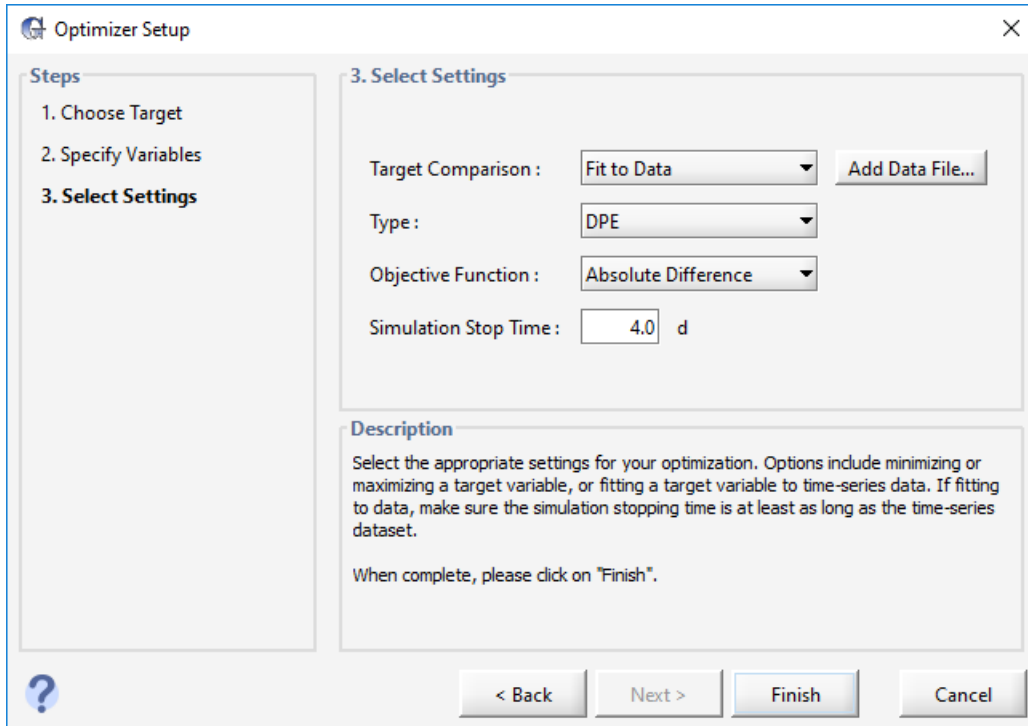 Optimizer Setup
Steps
1. Choose Target
2. Specify Variables
3. Select Settings
3. Select Settings
Target Comparison : Fit to Data Add Data File...
Type : DPE
Objective Function : Absolute Difference
Simulation Stop Time : 4.0 d
Description
Select the appropriate settings for your optimization. Options include minimizing or
maximizing a target variable, or fitting a target variable to time-series data. If fitting
to data, make sure the simulation stopping time is at least as long as the time-series
dataset.
When complete, please click on "Finish".
? < Back Next > Finish Cancel